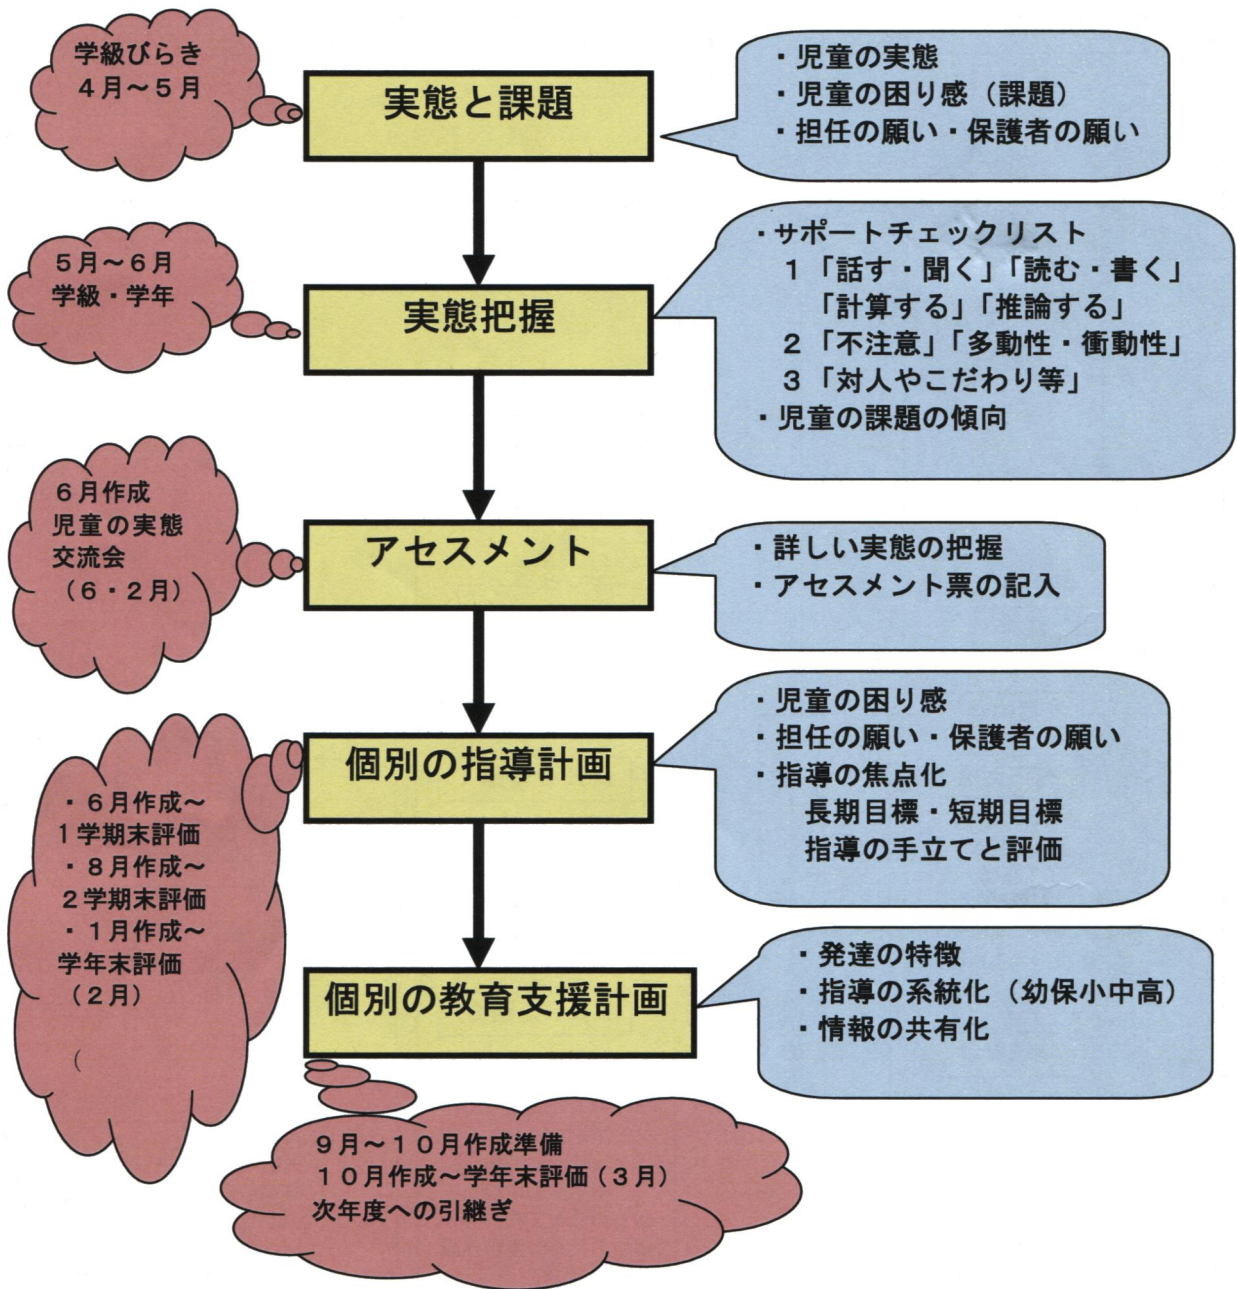 学級びらき
4月〜5月
実態と課題
・児童の実態
・児童の困り感(課題)
・担任の願い・保護者の願い
5月〜6月
学級・学年
実態把握
・サポートチェックリスト
1「話す・聞く」「読む・書く」
「計算する」「推論する」
2「不注意」「多動性・衝動性」
3「対人やこだわり等」
・児童の課題の傾向
6月作成
児童の実態
交流会
(6・2月)
アセスメント
・詳しい実態の把握
・アセスメント票の記入
・6月作成〜
1学期末評価
・8月作成〜
2学期末評価
・1月作成〜
学年末評価
(2月)
(
個別の指導計画
・児童の困り感
・担任の願い・保護者の願い
・指導の焦点化
長期目標・短期目標
指導の手立てと評価
個別の教育支援計画
・発達の特徴
・指導の系統化(幼保小中高)
・情報の共有化
9月〜10月作成準備
10月作成〜学年末評価(3月)
次年度への引継ぎ